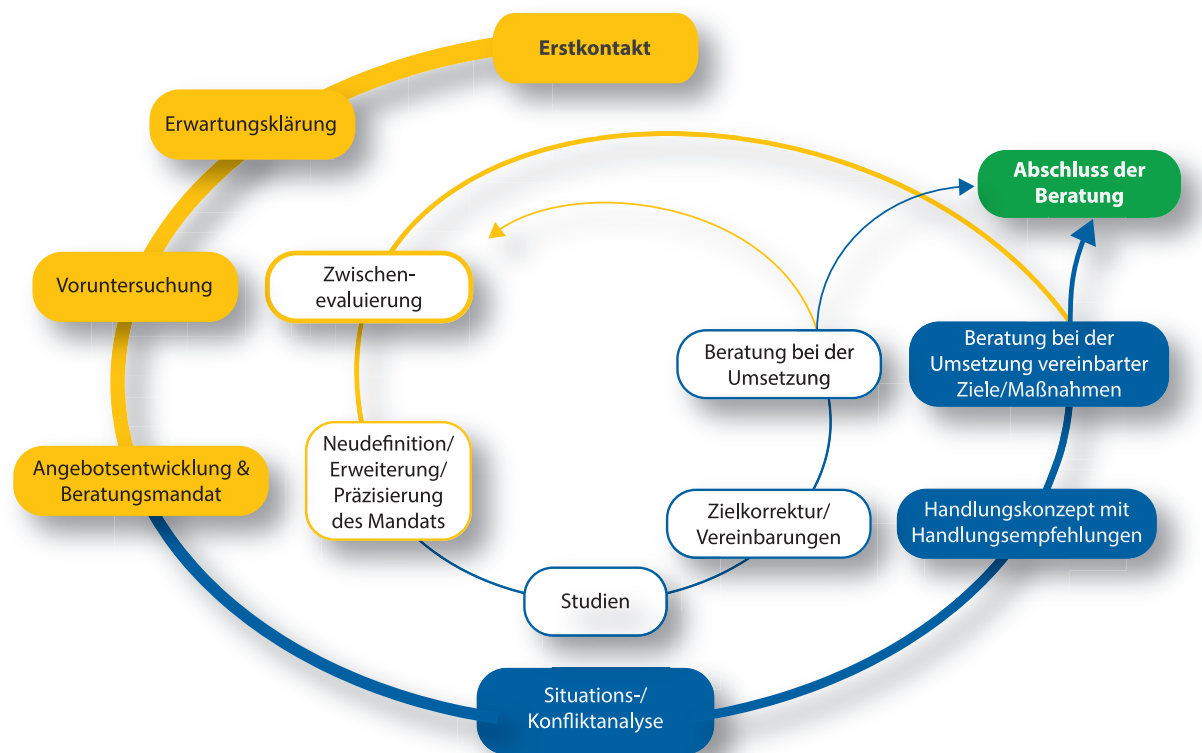 Erstkontakt
Erwartungsklärung
Voruntersuchung
Angebotsentwicklung &
Beratungsmandat
Situations-/
Konfliktanalyse
Handlungskonzept mit
Handlungsempfehlungen
Beratung bei der
Umsetzung vereinbarter
Ziele/Maßnahmen
Abschluss der
Beratung
Zwischen-
evaluierung
Neudefinition/
Erweiterung/
Präzisierung
des Mandats
Studien
Zielkorrektur/
Vereinbarungen
Beratung bei der
Umsetzung